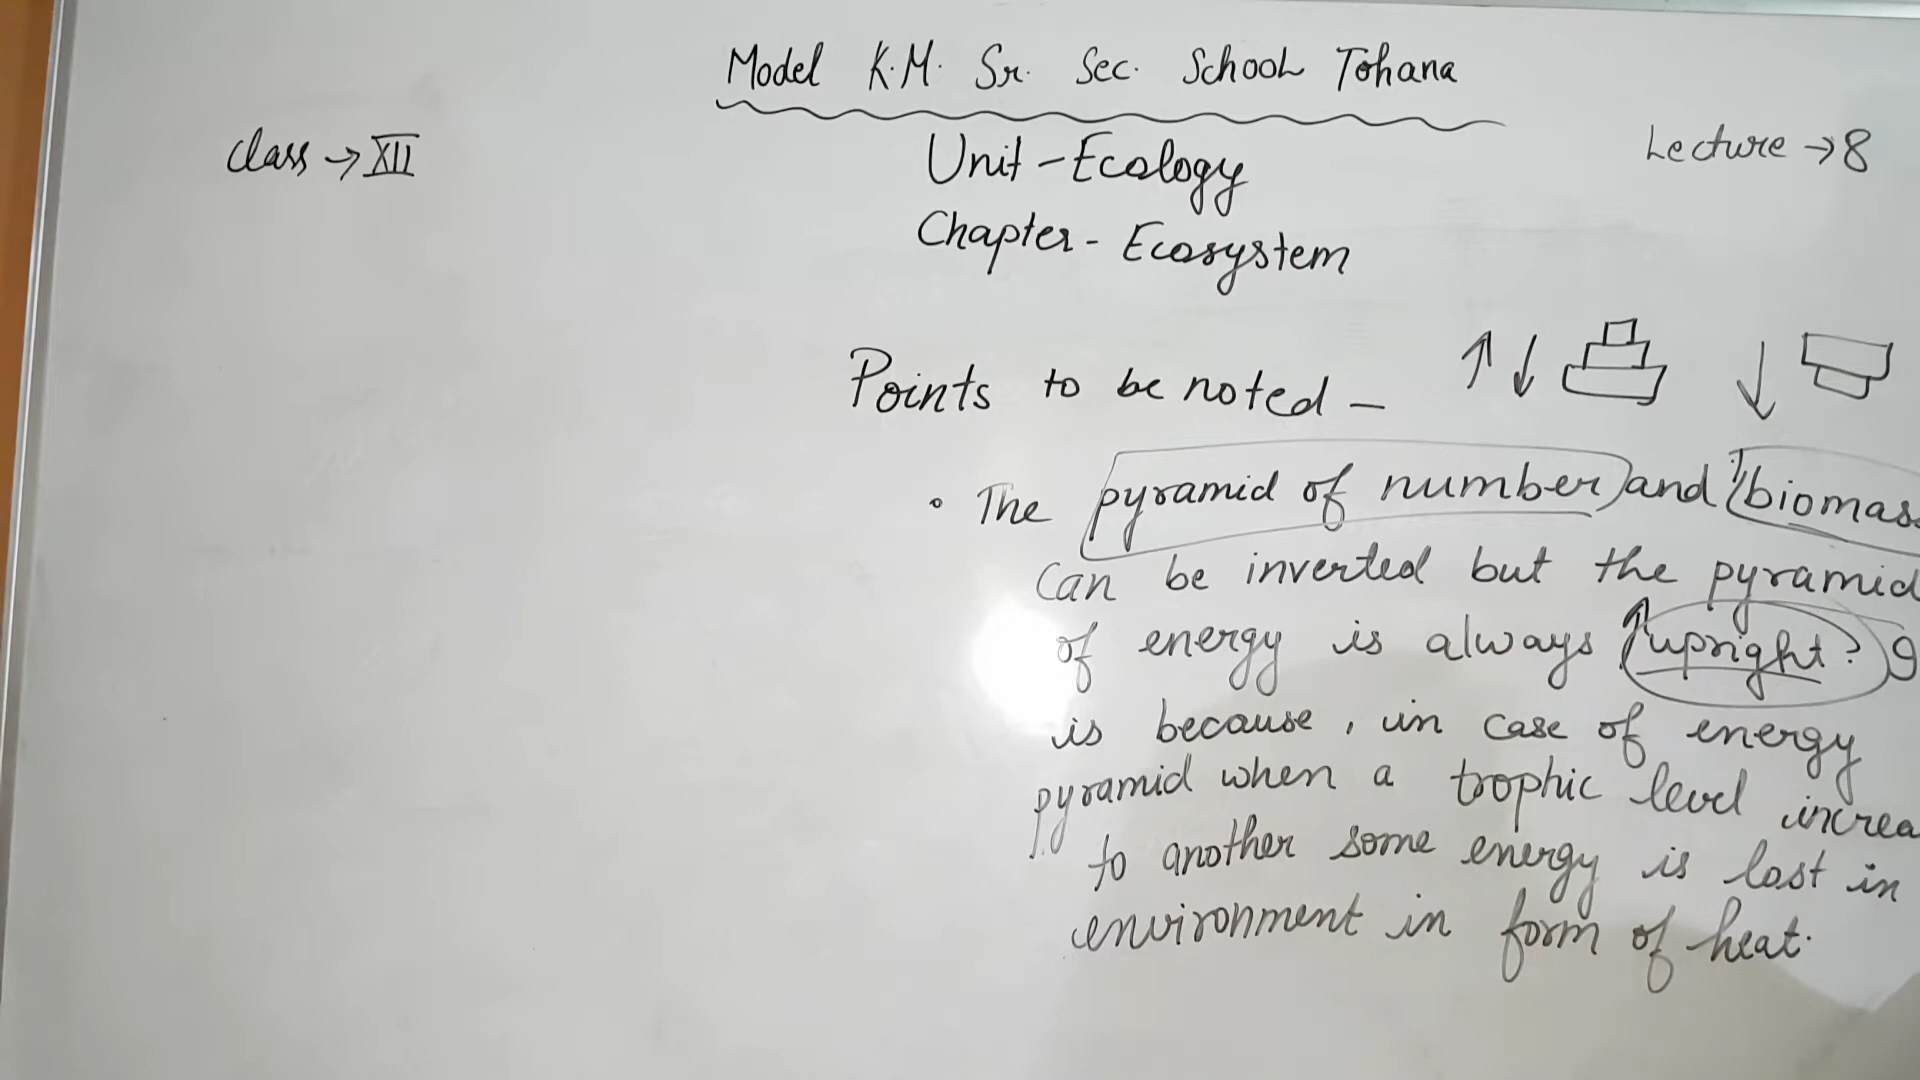 Model K.M. Sr. Sec. School Tohana
Class → XII
Lecture → 8
Unit - Ecology
Chapter - Ecosystem
Points to be noted - ↑ ↓ ↓
• The pyramid of number and biomas
Can be inverted but the pyramid
of energy is always upright?
is because, in case of energy
pyramid when a trophic level increa
to another some energy is lost in
environment in form of heat.